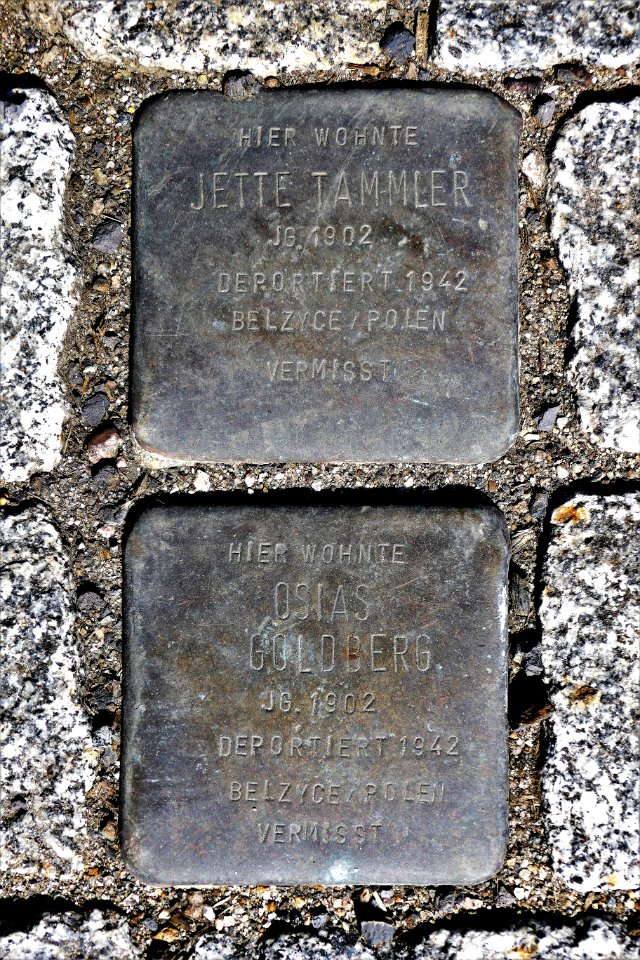 HIER WOHNTE
JETTE TAMMLER
JG. 1902
DEPORTIERT 1942
BELZYCE/POLEN
VERMISST
HIER WOHNTE
OSIAS
GOLDBERG
JG. 1902
DEPORTIERT 1942
BELZYCE/POLEN
VERMISST